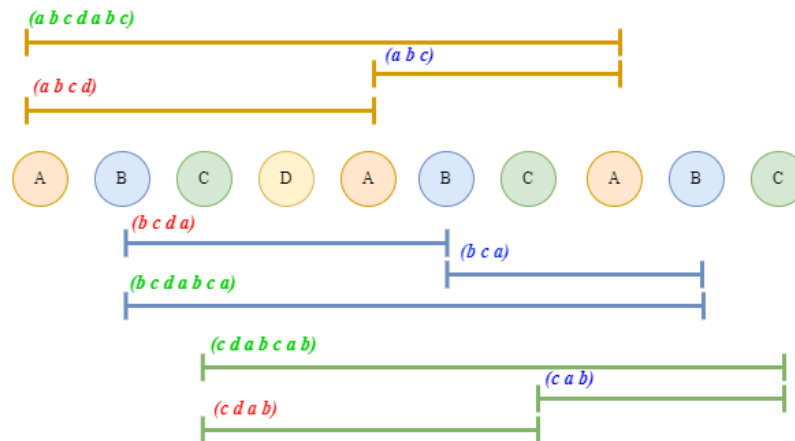 (a b c d a b c)
(a b c)
(a b c d)
A B C D A B C A B C
(b c d a)
(b c a)
(b c d a b c a)
(c d a b c a b)
(c a b)
(c d a b)